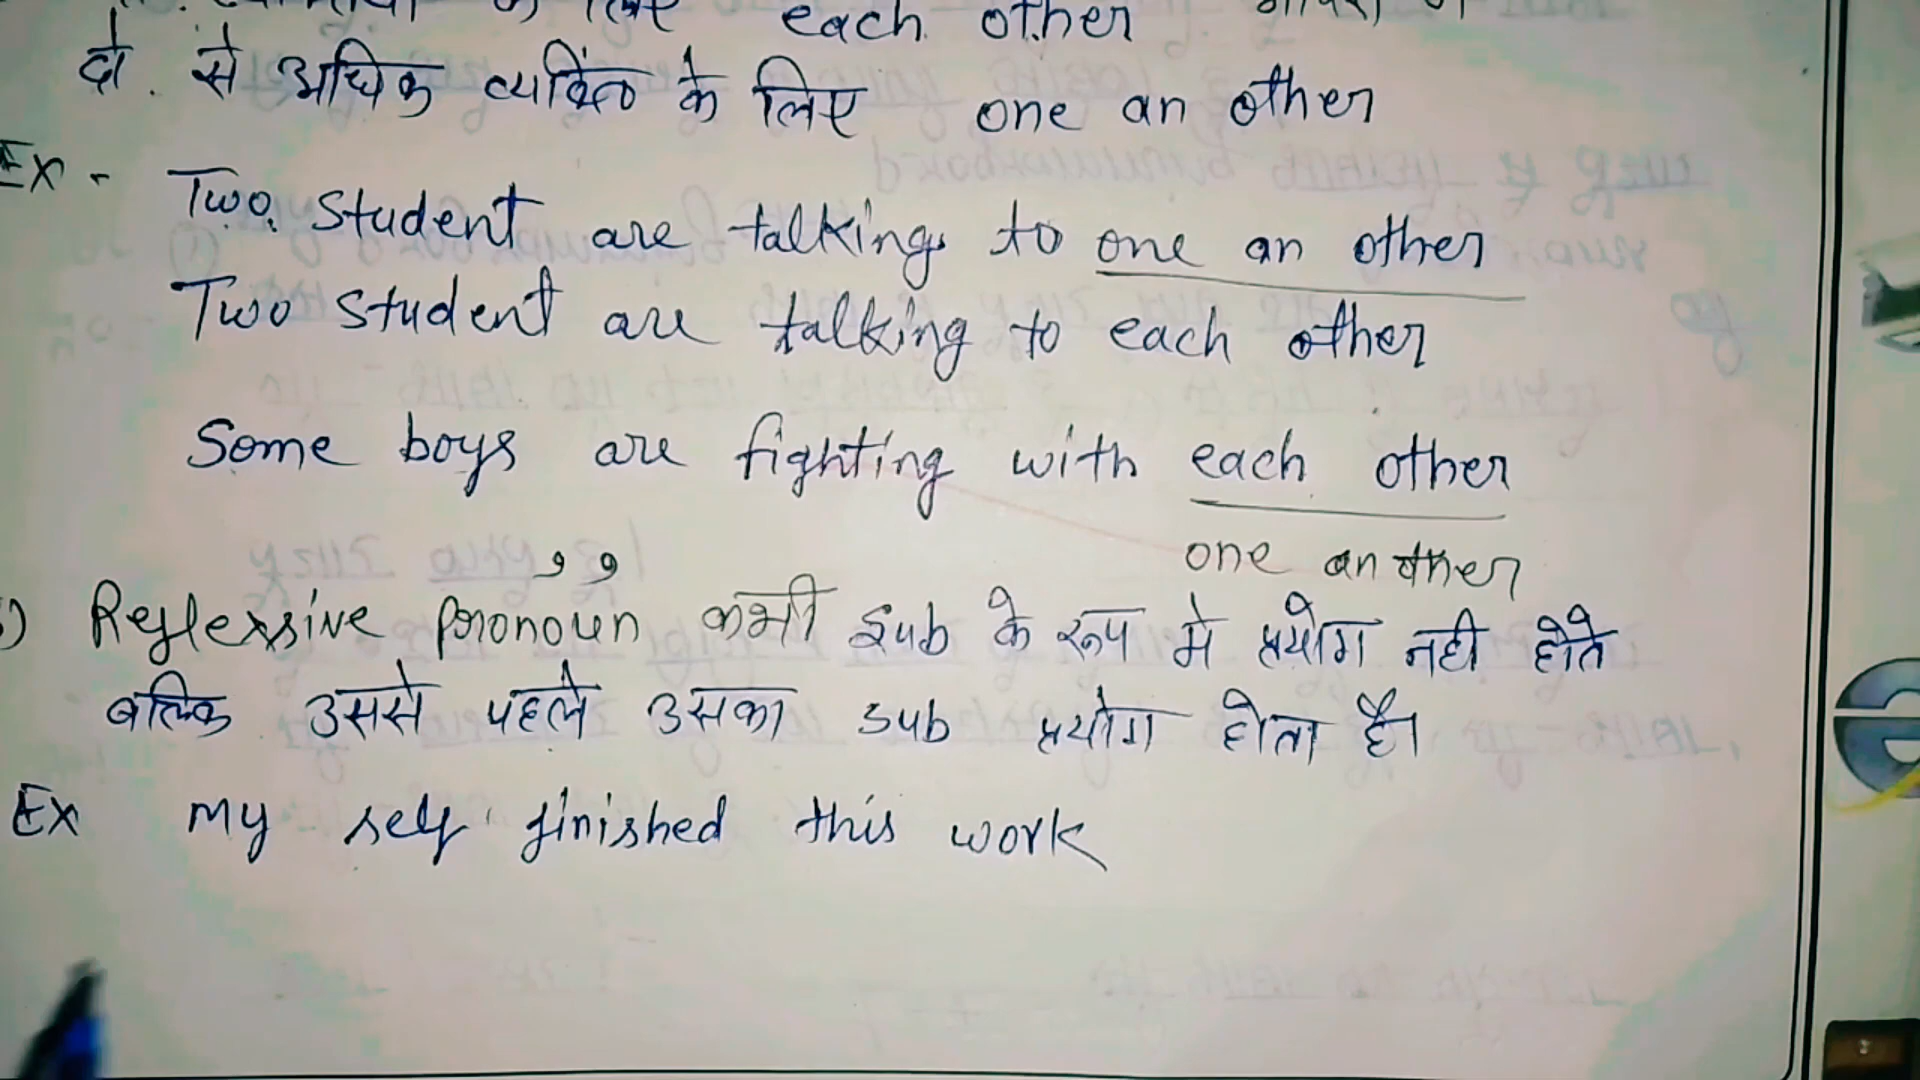 के लिए each other
दो. से अधिक व्यक्ति के लिए one an other
Ex - Two. Student are talking to one an other
Two Student are talking to each other
Some boys are fighting with each other
one an other
Reflexsive Pronoun कभी Sub के रूप मे प्रयोग नही होते
बल्कि उससे पहले उसका Sub प्रयोग होता है।
Ex my self finished this work